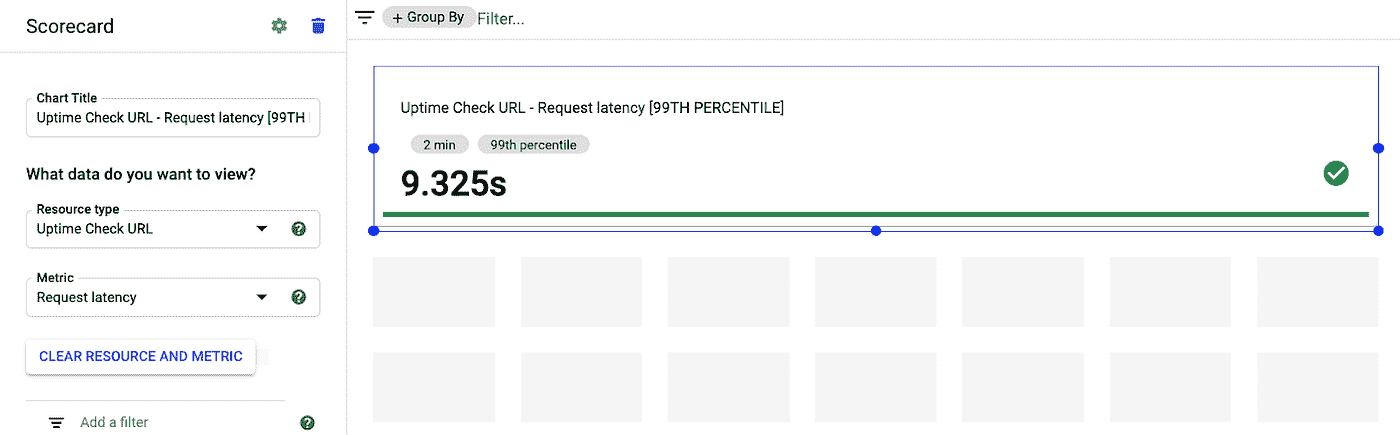 Scorecard
Chart Title
Uptime Check URL - Request latency [99TH
What data do you want to view?
Resource type
Uptime Check URL
Metric
Request latency
CLEAR RESOURCE AND METRIC
Add a filter
+ Group By Filter...
Uptime Check URL - Request latency [99TH PERCENTILE]
2 min 99th percentile
9.325s